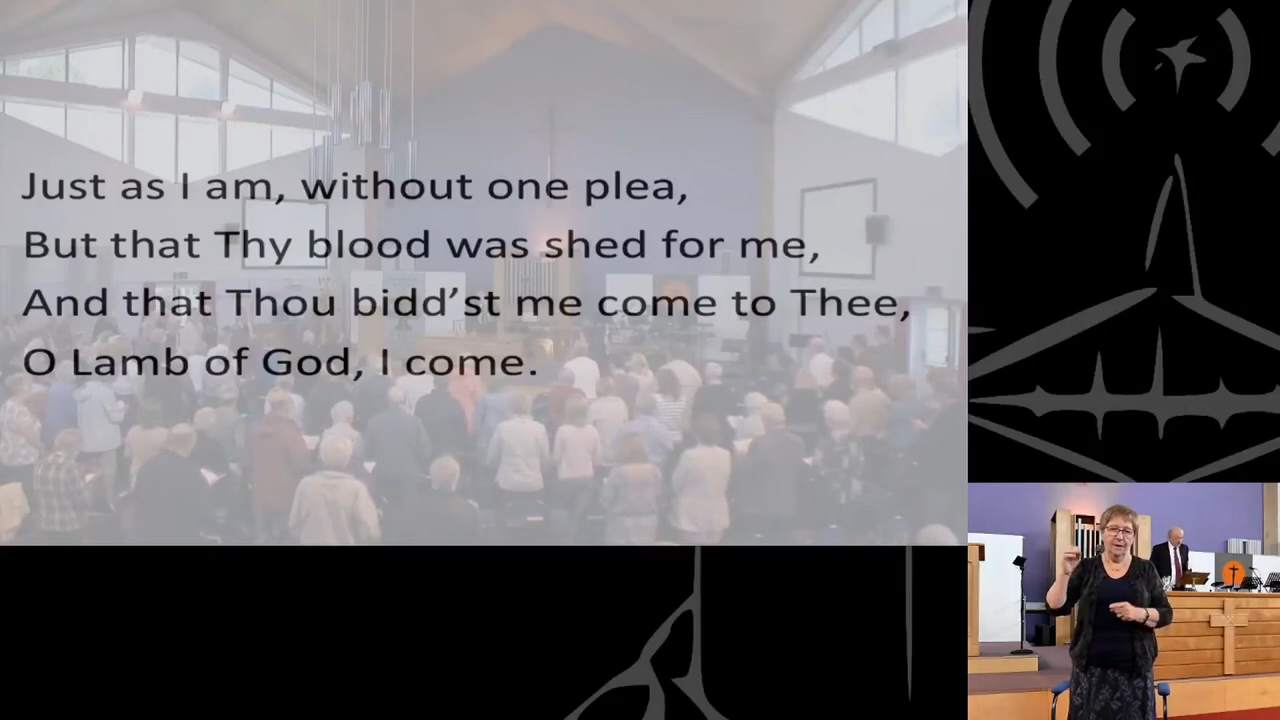 Just as I am, without one plea,
But that Thy blood was shed for me,
And that Thou bidd’st me come to Thee,
O Lamb of God, I come.